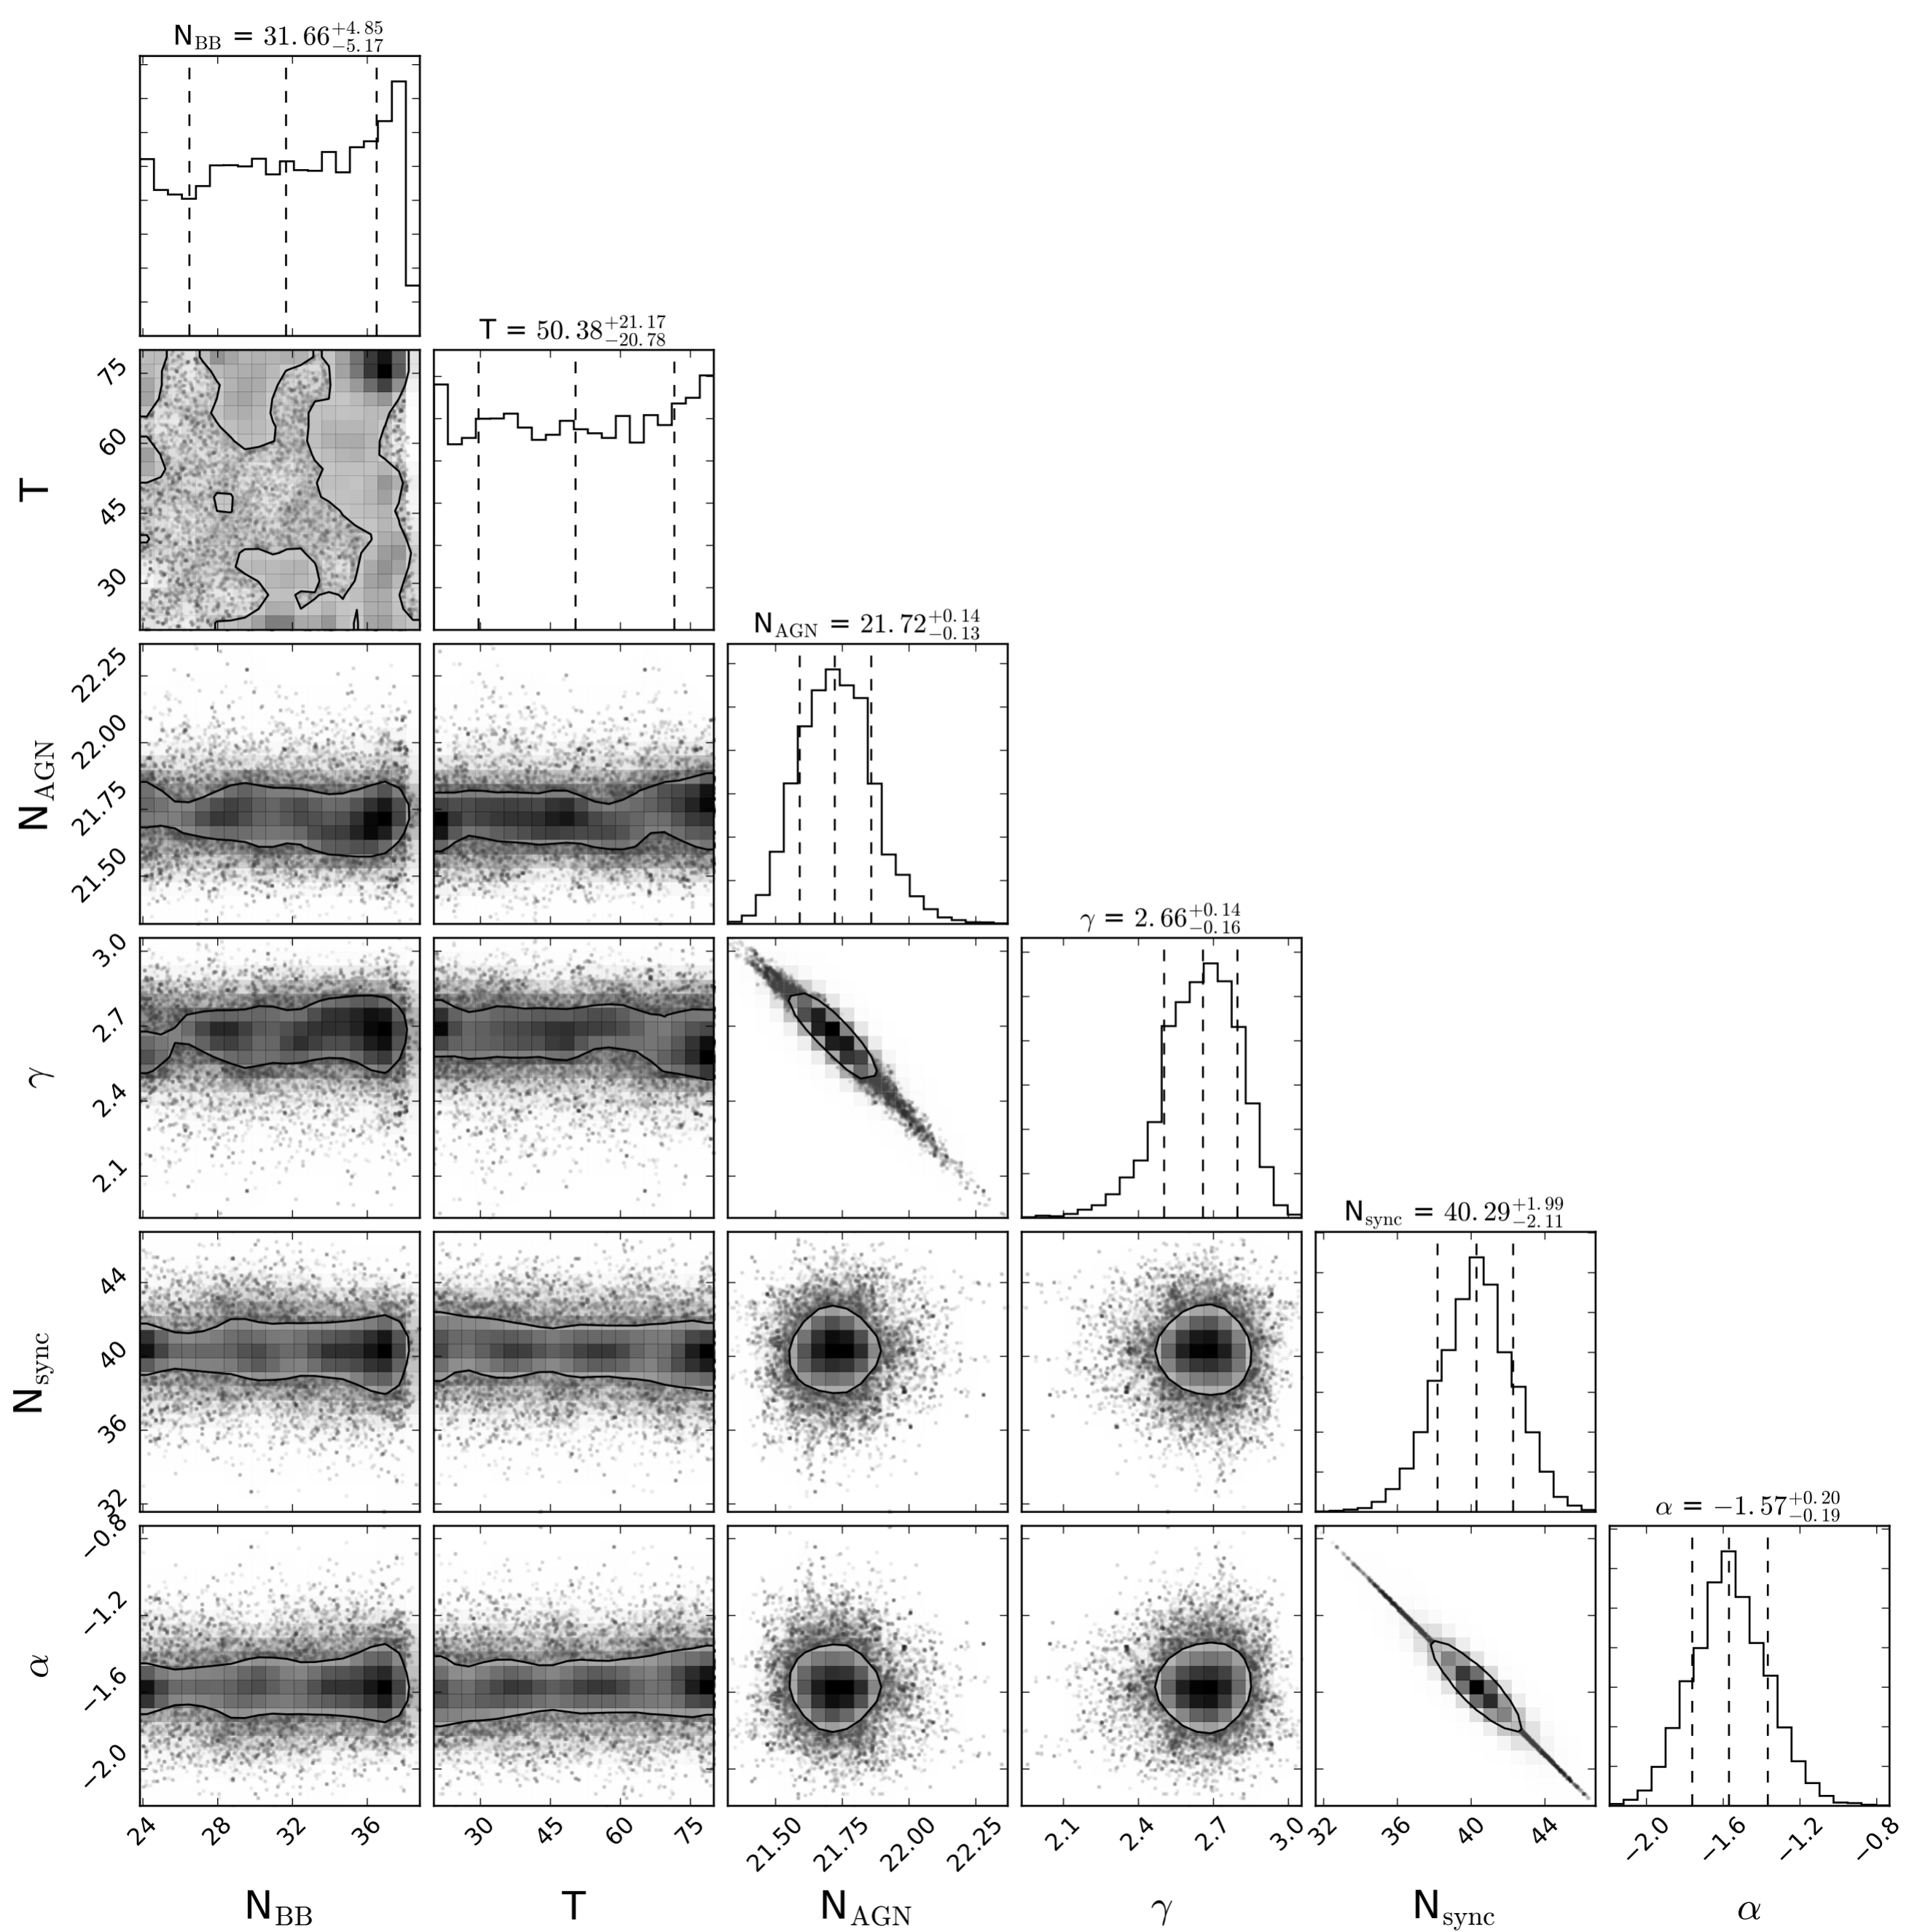 N_BB = 31.66^{+4.85}_{-5.17}
T = 50.38^{+21.17}_{-20.78}
T
75
60
45
30
N_AGN = 21.72^{+0.14}_{-0.13}
N_AGN
22.25
22.00
21.75
21.50
γ = 2.66^{+0.14}_{-0.16}
γ
3.0
2.7
2.4
2.1
N_sync = 40.29^{+1.99}_{-2.11}
N_sync
44
40
36
32
α = −1.57^{+0.20}_{-0.19}
α
−0.8
−1.2
−1.6
−2.0
24 28 32 36
30 45 60 75
21.50 21.75 22.00 22.25
2.1 2.4 2.7 3.0
32 36 40 44
−2.0 −1.6 −1.2 −0.8
N_BB T N_AGN γ N_sync α